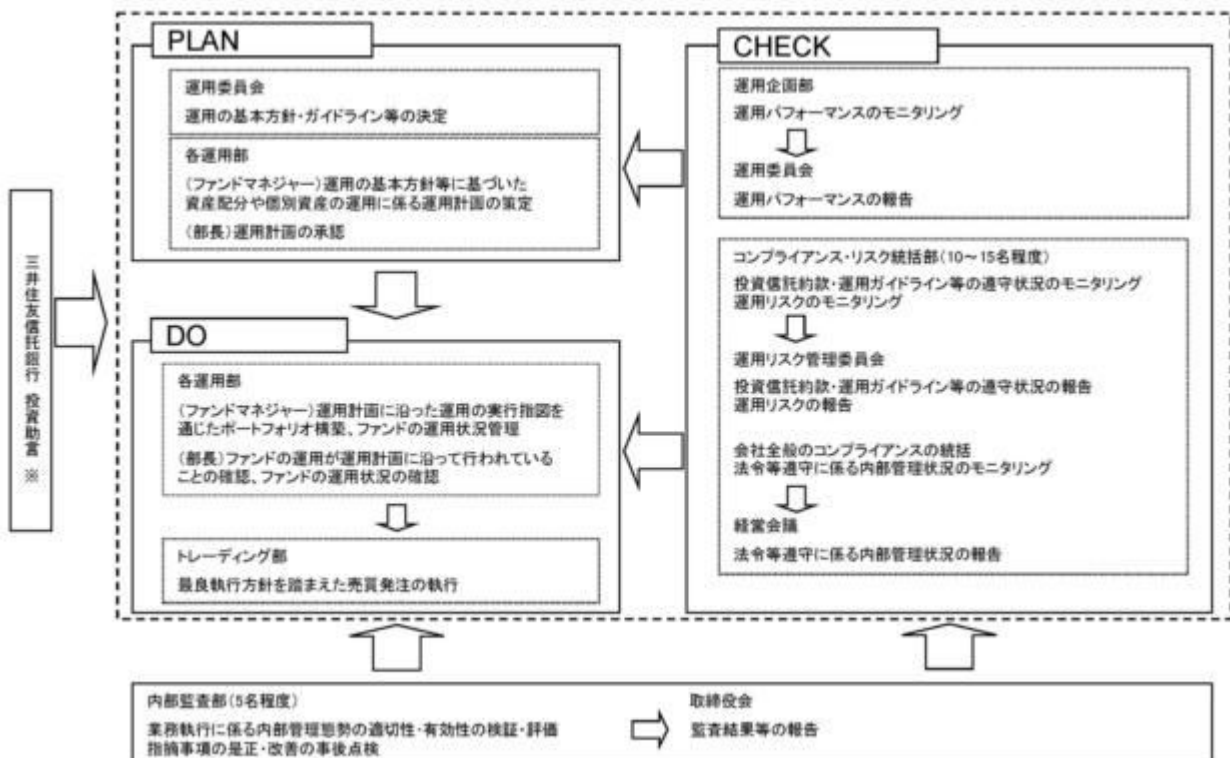 三井住友信託銀行 投資助言 ※
PLAN
運用委員会
運用の基本方針・ガイドライン等の決定
各運用部
(ファンドマネジャー)運用の基本方針等に基づいた
資産配分や個別資産の運用に係る運用計画の策定
(部長)運用計画の承認
DO
各運用部
(ファンドマネジャー)運用計画に沿った運用の実行指図を
通じたポートフォリオ構築、ファンドの運用状況管理
(部長)ファンドの運用が運用計画に沿って行われている
ことの確認、ファンドの運用状況の確認
トレーディング部
最良執行方針を踏まえた売買発注の執行
CHECK
運用企画部
運用パフォーマンスのモニタリング
運用委員会
運用パフォーマンスの報告
コンプライアンス・リスク統括部(10～15名程度)
投資信託約款・運用ガイドライン等の遵守状況のモニタリング
運用リスクのモニタリング
運用リスク管理委員会
投資信託約款・運用ガイドライン等の遵守状況の報告
運用リスクの報告
会社全般のコンプライアンスの統括
法令等遵守に係る内部管理状況のモニタリング
経営会議
法令等遵守に係る内部管理状況の報告
内部監査部(5名程度)
業務執行に係る内部管理態勢の適切性・有効性の検証・評価
指摘事項の是正・改善の事後点検
取締役会
監査結果等の報告